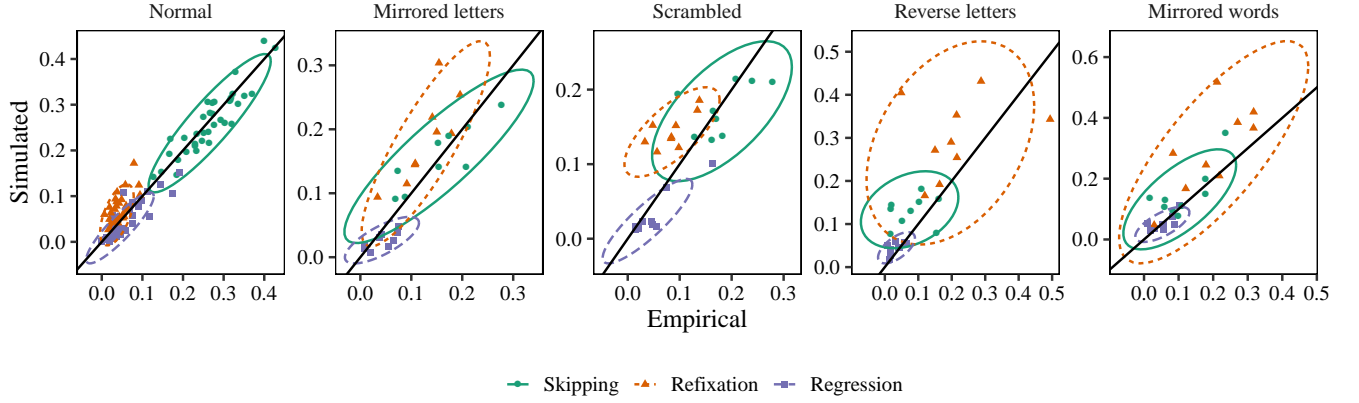 Normal
Mirrored letters
Scrambled
Reverse letters
Mirrored words
Simulated
0.4
0.3
0.2
0.1
0.0
0.0 0.1 0.2 0.3 0.4
0.3
0.2
0.1
0.0
0.0 0.1 0.2 0.3
0.2
0.1
0.0
0.0 0.1 0.2 0.3
0.5
0.4
0.3
0.2
0.1
0.0
0.0 0.1 0.2 0.3 0.4 0.5
0.6
0.4
0.2
0.0
0.0 0.1 0.2 0.3 0.4 0.5
Empirical
Skipping Refixation Regression